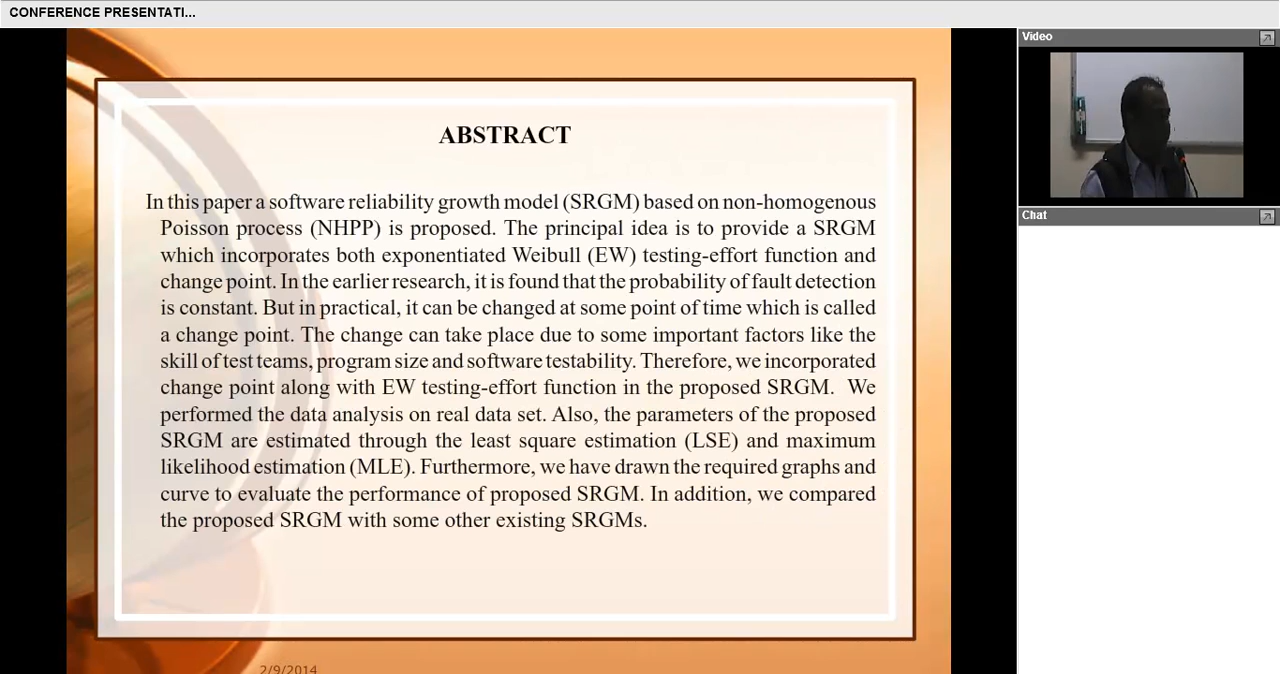 CONFERENCE PRESENTATI...
Video
Chat
ABSTRACT
In this paper a software reliability growth model (SRGM) based on non-homogenous
Poisson process (NHPP) is proposed. The principal idea is to provide a SRGM
which incorporates both exponentiated Weibull (EW) testing-effort function and
change point. In the earlier research, it is found that the probability of fault detection
is constant. But in practical, it can be changed at some point of time which is called
a change point. The change can take place due to some important factors like the
skill of test teams, program size and software testability. Therefore, we incorporated
change point along with EW testing-effort function in the proposed SRGM. We
performed the data analysis on real data set. Also, the parameters of the proposed
SRGM are estimated through the least square estimation (LSE) and maximum
likelihood estimation (MLE). Furthermore, we have drawn the required graphs and
curve to evaluate the performance of proposed SRGM. In addition, we compared
the proposed SRGM with some other existing SRGMs.
2/9/2014